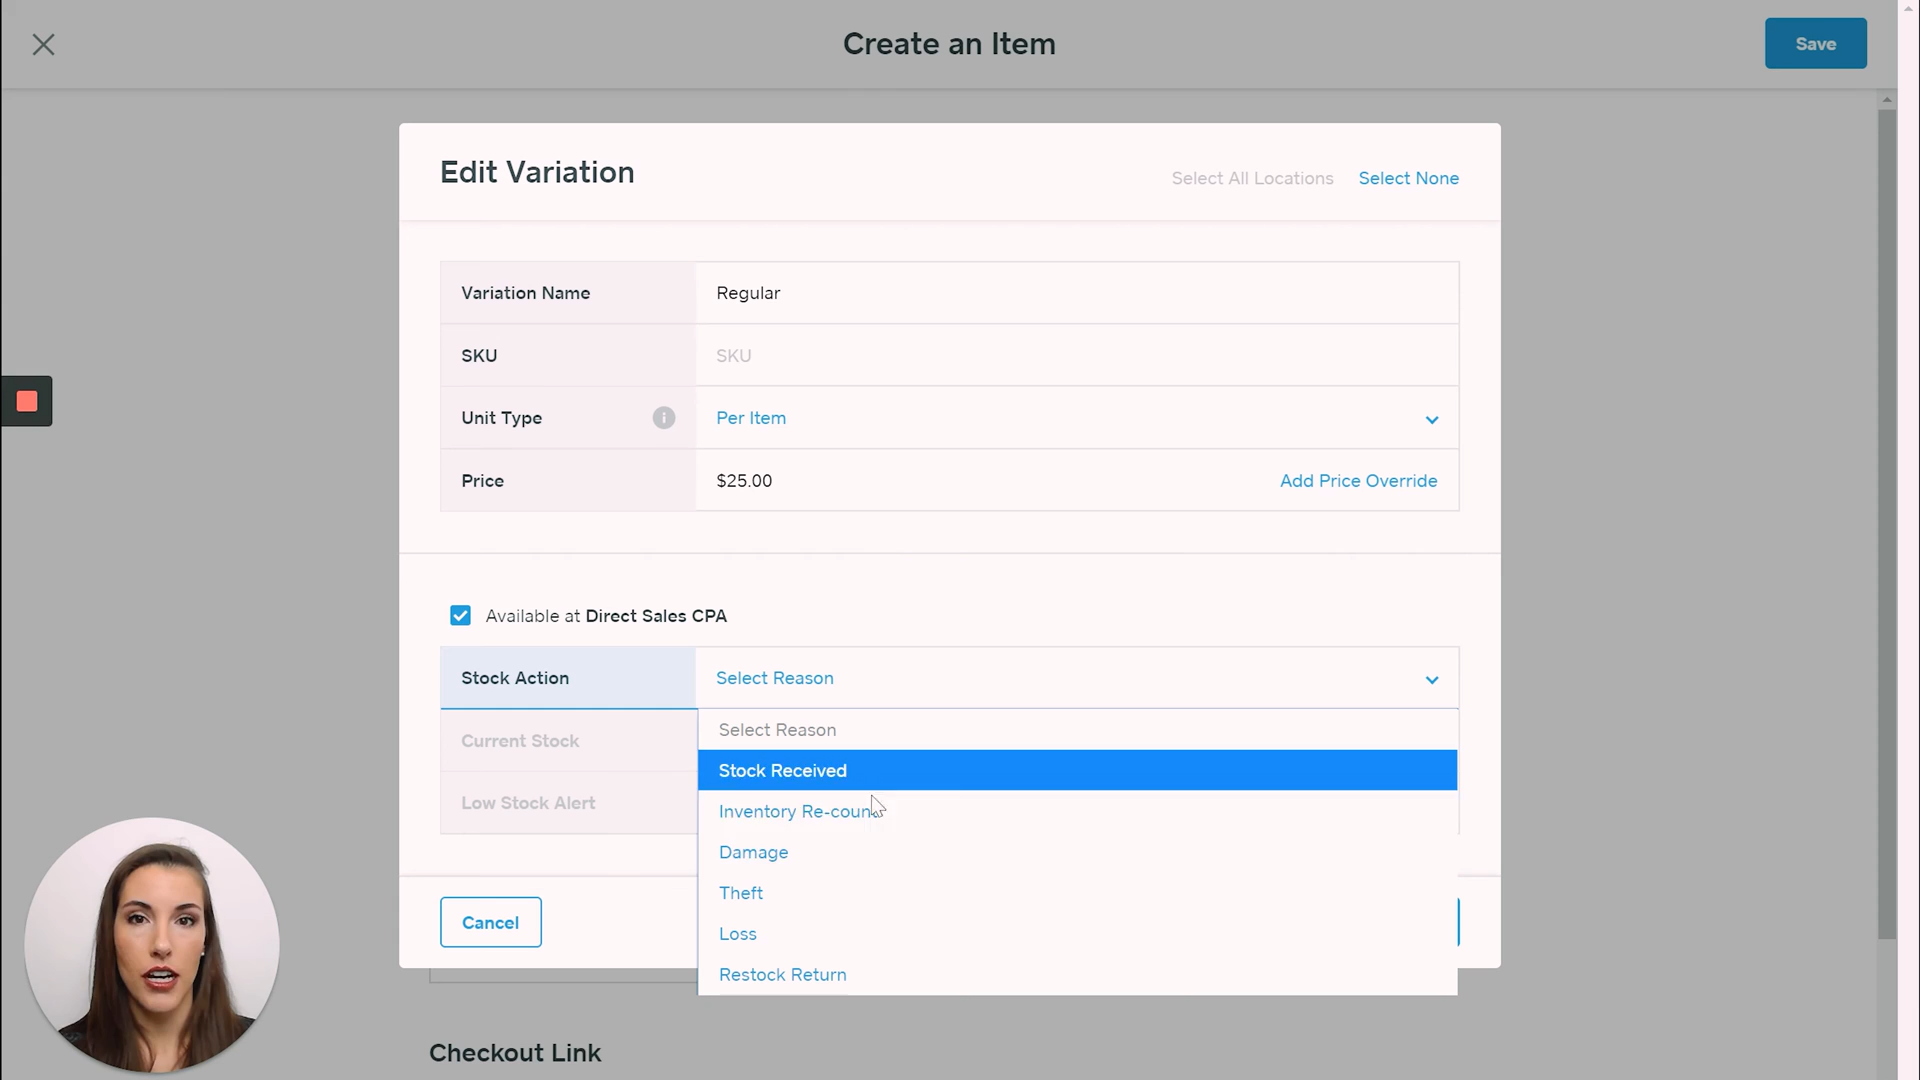 Create an Item
Save
Edit Variation
Select All Locations
Select None
Variation Name
Regular
SKU
SKU
Unit Type
Per Item
Price
$25.00
Add Price Override
Available at Direct Sales CPA
Stock Action
Select Reason
Select Reason
Current Stock
Stock Received
Low Stock Alert
Inventory Re-coun
Damage
Theft
Loss
Restock Return
Cancel
Checkout Link